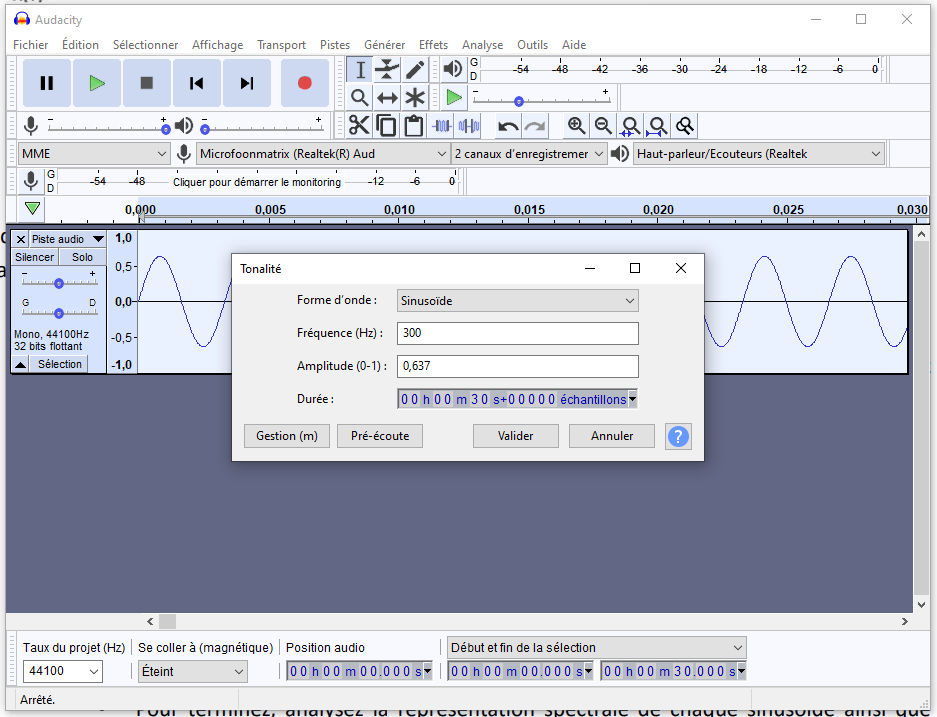 Audacity
Fichier Édition Sélectionner Affichage Transport Pistes Générer Effets Analyse Outils Aide
G
D
-54 -48 -42 -36 -30 -24 -18 -12 -6 0
MME Microfoonmatrix (Realtek(R) Aud 2 canaux d'enregistremer Haut-parleur/Ecouteurs (Realtek
G
D
-54 -48 Cliquer pour démarrer le monitoring -12 -6 0
0,000 0,005 0,010 0,015 0,020 0,025 0,030
Piste audio
Silencer Solo
- +
G D
Mono, 44100Hz
32 bits flottant
Sélection
1,0
0,5-
0,0-
-0,5-
-1,0
Tonalité
Forme d'onde : Sinusoïde
Fréquence (Hz) : 300
Amplitude (0-1) : 0,637
Durée : 00 h 00 m 30 s+00000 échantillons
Gestion (m) Pré-écoute Valider Annuler ?
Taux du projet (Hz) Se coller à (magnétique) Position audio Début et fin de la sélection
44100 Éteint 00 h 00 m 00.000 s 00 h 00 m 00.000 s 00 h 00 m 30.000 s
Arrêté.
Pour terminez, analysez la représentation spectrale de chaque sinusoïde ainsi que